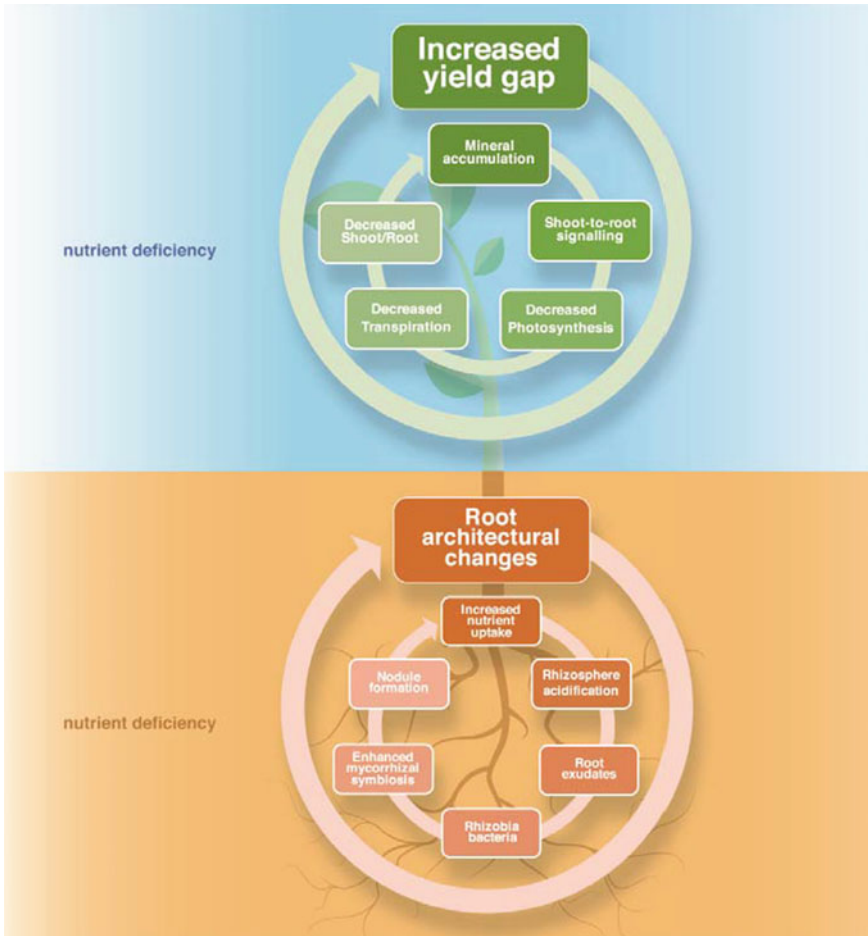 Increased
yield gap
Mineral
accumulation
Decreased
Shoot/Root
Shoot-to-root
signalling
nutrient deficiency
Decreased
Transpiration
Decreased
Photosynthesis
Root
architectural
changes
Increased
nutrient
uptake
Nodule
formation
Rhizosphere
acidification
nutrient deficiency
Enhanced
mycorrhizal
symbiosis
Root
exudates
Rhizobia
bacteria